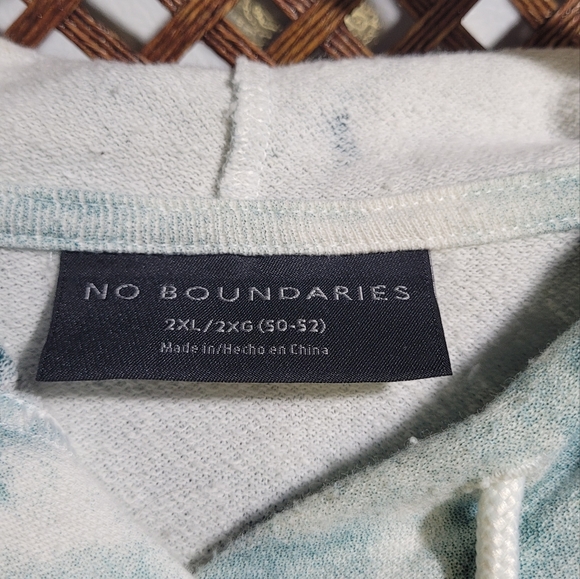 NO BOUNDARIES
2XL/2XG (50-52)
Made in/Hecho en China